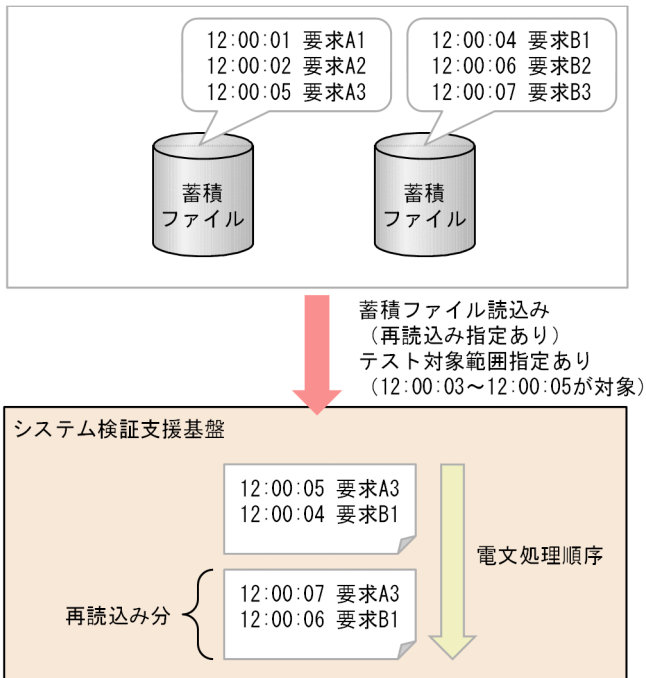 12:00:01 要求A1
12:00:02 要求A2
12:00:05 要求A3
12:00:04 要求B1
12:00:06 要求B2
12:00:07 要求B3
蓄積
ファイル
蓄積
ファイル
蓄積ファイル読込み
（再読込み指定あり）
テスト対象範囲指定あり
（12:00:03～12:00:05が対象）
システム検証支援基盤
12:00:05 要求A3
12:00:04 要求B1
電文処理順序
再読込み分
12:00:07 要求A3
12:00:06 要求B1